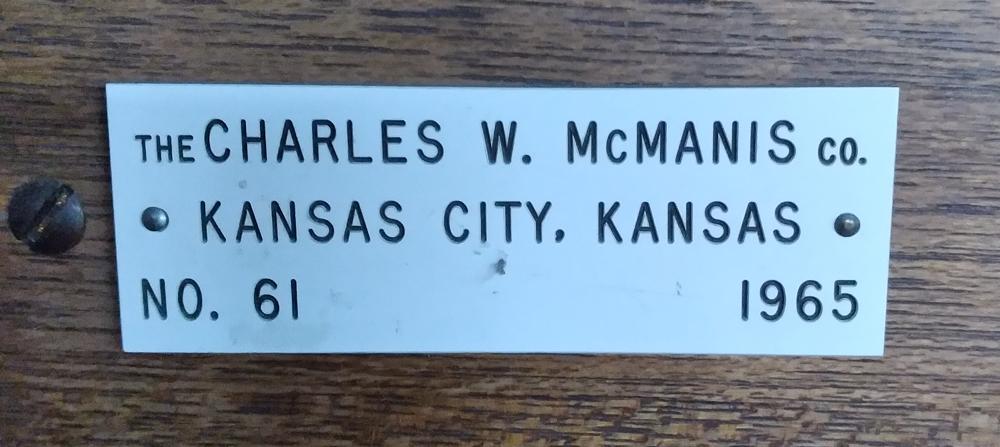 THE CHARLES W. McMANIS CO.
KANSAS CITY, KANSAS
NO. 61 1965